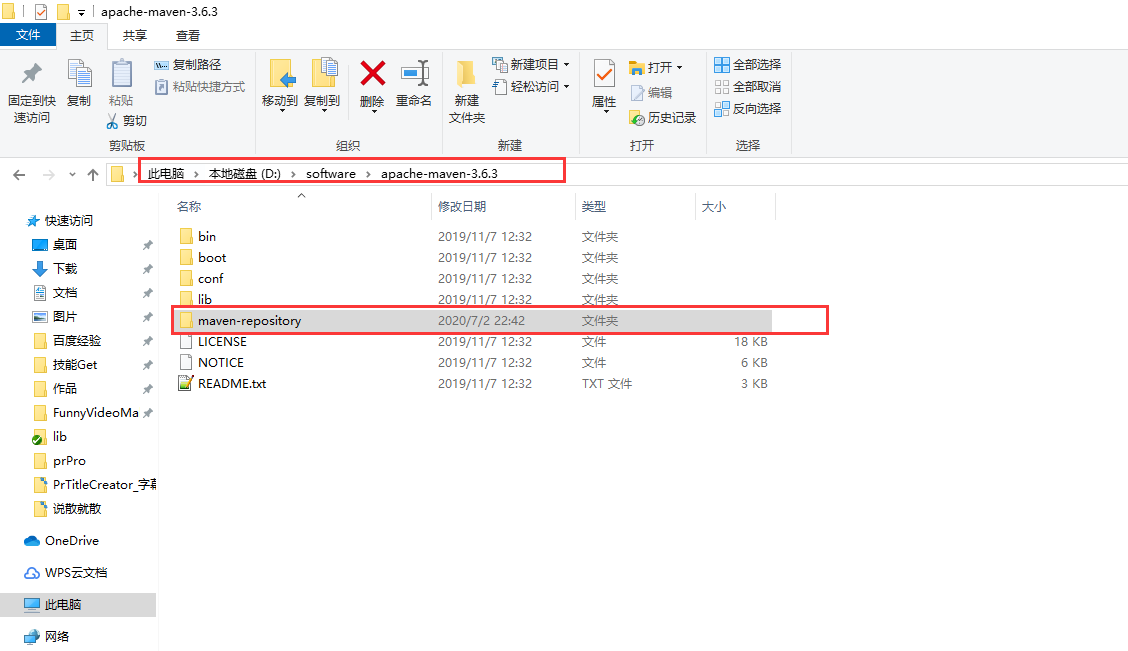 apache-maven-3.6.3
文件 主页 共享 查看
固定到快速访问
复制
粘贴
复制路径
粘贴快捷方式
剪切
移动到 复制到 删除 重命名
新建文件夹
新建项目
轻松访问
属性
打开
编辑
历史记录
全部选择
全部取消
反向选择
剪贴板 组织 新建 打开 选择
此电脑 › 本地磁盘 (D:) › software › apache-maven-3.6.3
名称 修改日期 类型 大小
bin 2019/11/7 12:32 文件夹
boot 2019/11/7 12:32 文件夹
conf 2019/11/7 12:32 文件夹
lib 2019/11/7 12:32 文件夹
maven-repository 2020/7/2 22:42 文件夹
LICENSE 2019/11/7 12:32 文件 18 KB
NOTICE 2019/11/7 12:32 文件 6 KB
README.txt 2019/11/7 12:32 TXT 文件 3 KB
快速访问
桌面
下载
文档
图片
百度经验
技能Get
作品
FunnyVideoMa
lib
prPro
PrTitleCreator_字幕
说散就散
OneDrive
WPS云文档
此电脑
网络